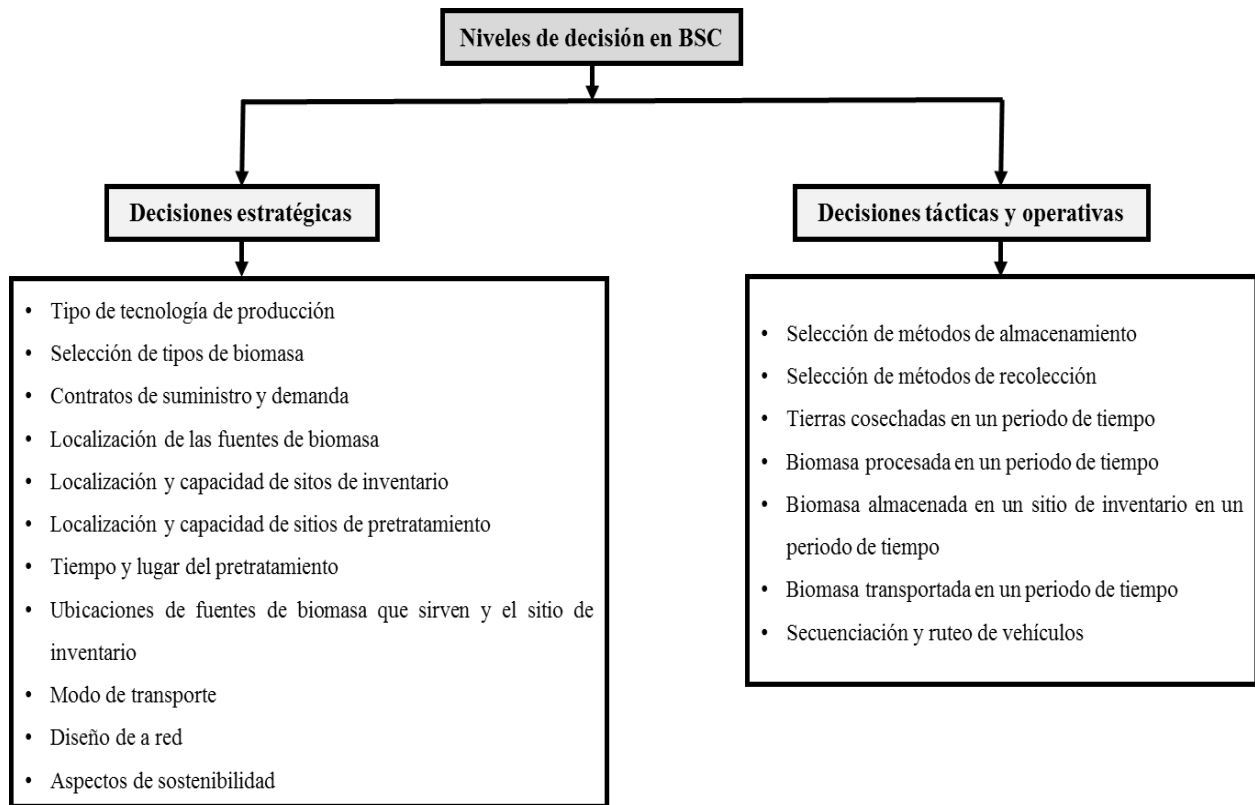 Niveles de decisión en BSC
Decisiones estratégicas
• Tipo de tecnología de producción
• Selección de tipos de biomasa
• Contratos de suministro y demanda
• Localización de las fuentes de biomasa
• Localización y capacidad de sitos de inventario
• Localización y capacidad de sitios de pretratamiento
• Tiempo y lugar del pretratamiento
• Ubicaciones de fuentes de biomasa que sirven y el sitio de
inventario
• Modo de transporte
• Diseño de a red
• Aspectos de sostenibilidad
Decisiones tácticas y operativas
• Selección de métodos de almacenamiento
• Selección de métodos de recolección
• Tierras cosechadas en un periodo de tiempo
• Biomasa procesada en un periodo de tiempo
• Biomasa almacenada en un sitio de inventario en un
periodo de tiempo
• Biomasa transportada en un periodo de tiempo
• Secuenciación y ruteo de vehículos